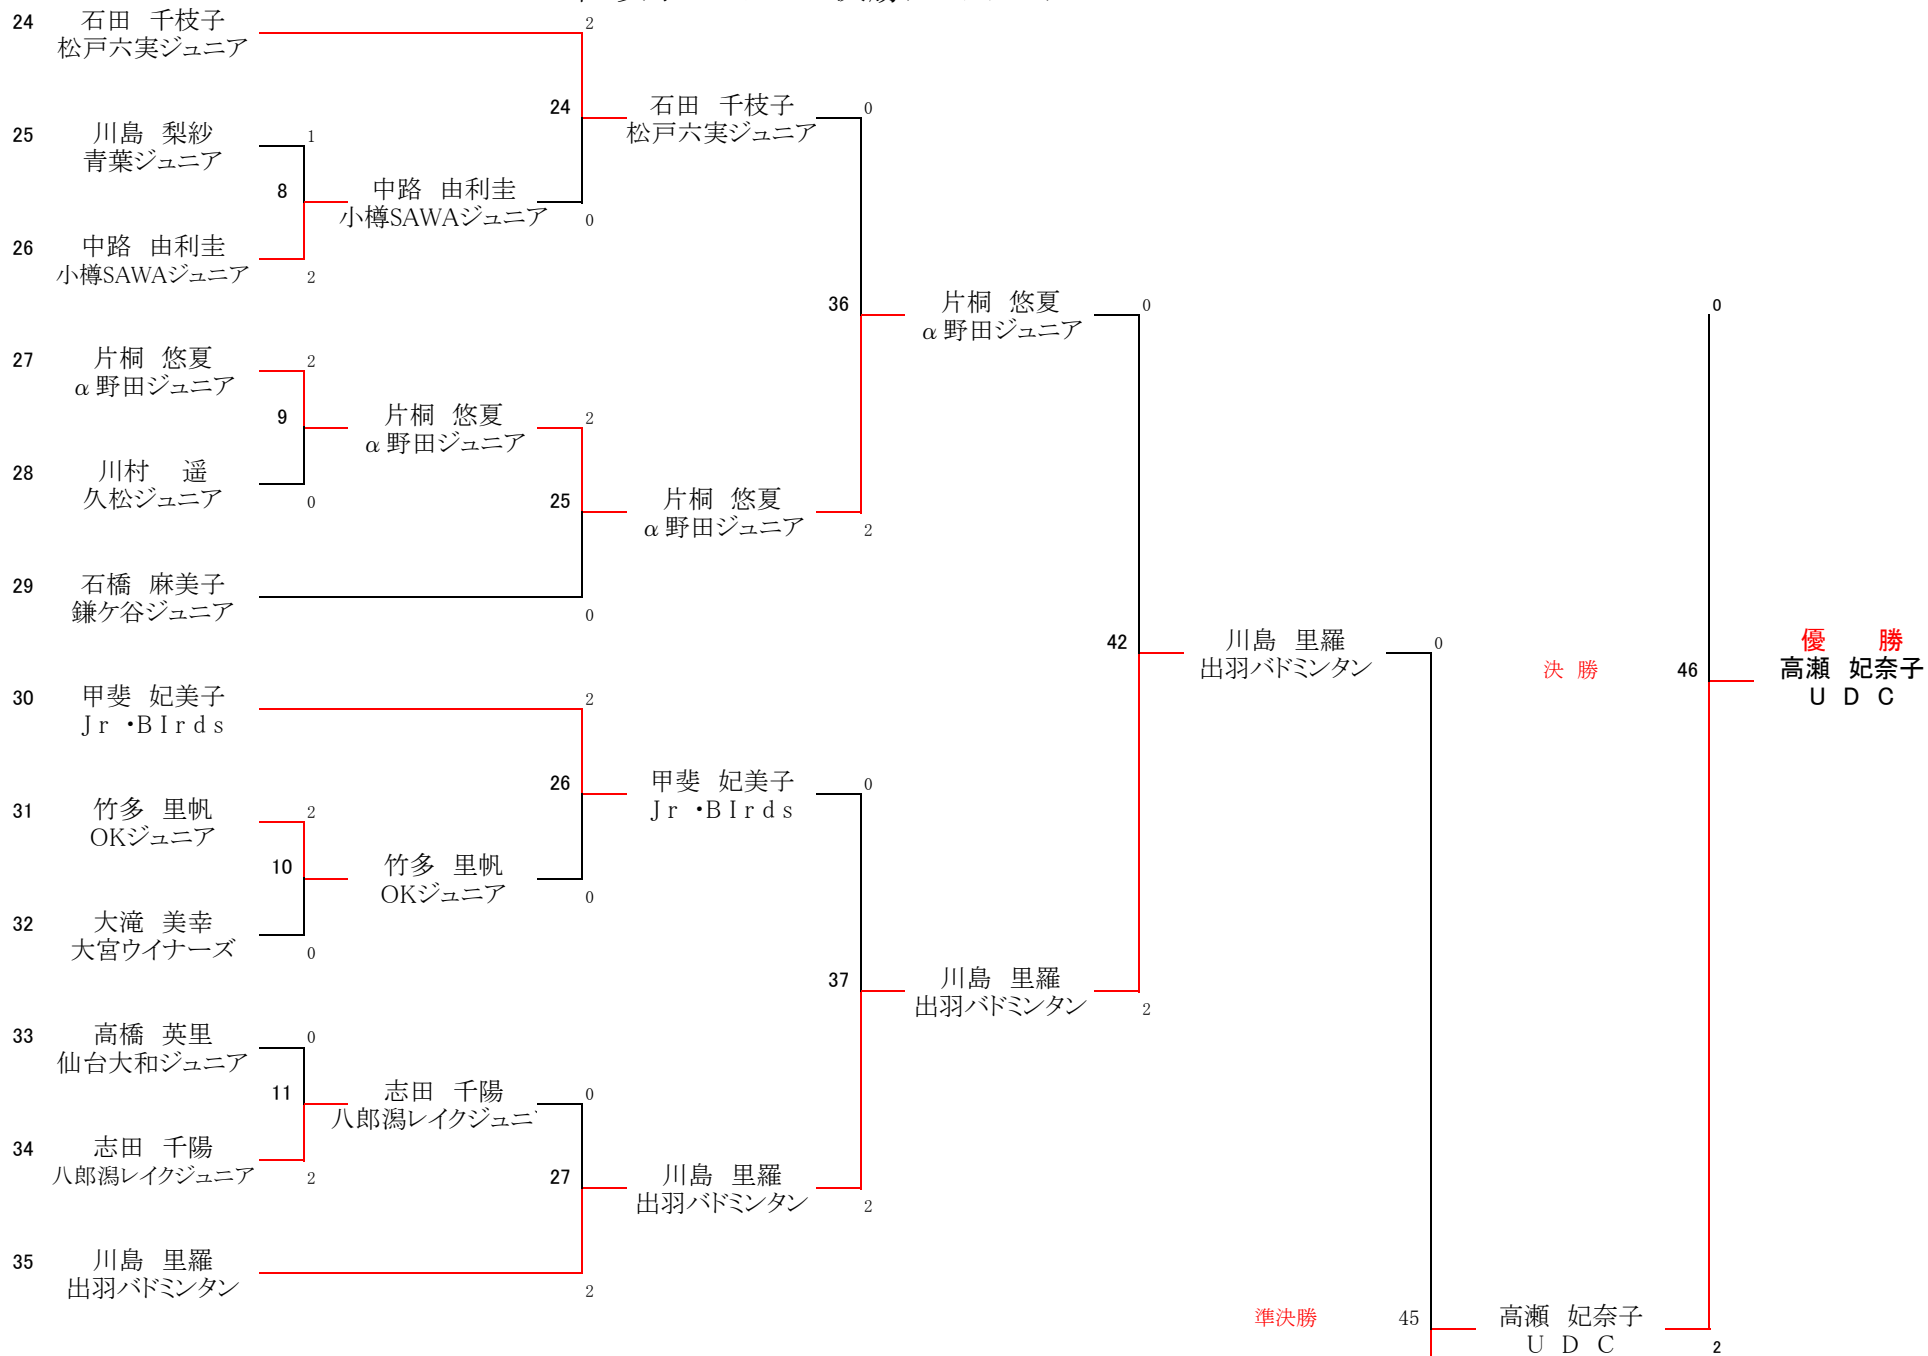 24 石田 千枝子 2
松戸六実ジュニア
24 石田 千枝子 0
松戸六実ジュニア
25 川島 梨紗 1
青葉ジュニア
8 中路 由利圭
小樽SAWAジュニア 0
26 中路 由利圭
小樽SAWAジュニア 2
36 片桐 悠夏 0
α野田ジュニア
0
27 片桐 悠夏 2
α野田ジュニア
9 片桐 悠夏 2
α野田ジュニア
28 川村 遥
久松ジュニア 0
25 片桐 悠夏
α野田ジュニア 2
29 石橋 麻美子
鎌ケ谷ジュニア 0
42 川島 里羅 0
出羽バドミンタン
決 勝 46
優 勝
高瀬 妃奈子
U D C
30 甲斐 妃美子 2
Jr・BIrds
26 甲斐 妃美子 0
Jr・BIrds
31 竹多 里帆 2
OKジュニア
10 竹多 里帆
OKジュニア 0
32 大滝 美幸
大宮ウイナーズ 0
37 川島 里羅
出羽バドミンタン 2
33 高橋 英里 0
仙台大和ジュニア
11 志田 千陽 0
八郎潟レイクジュニ
34 志田 千陽
八郎潟レイクジュニア 2
27 川島 里羅
出羽バドミンタン 2
35 川島 里羅
出羽バドミンタン 2
準決勝 45 高瀬 妃奈子
U D C 2